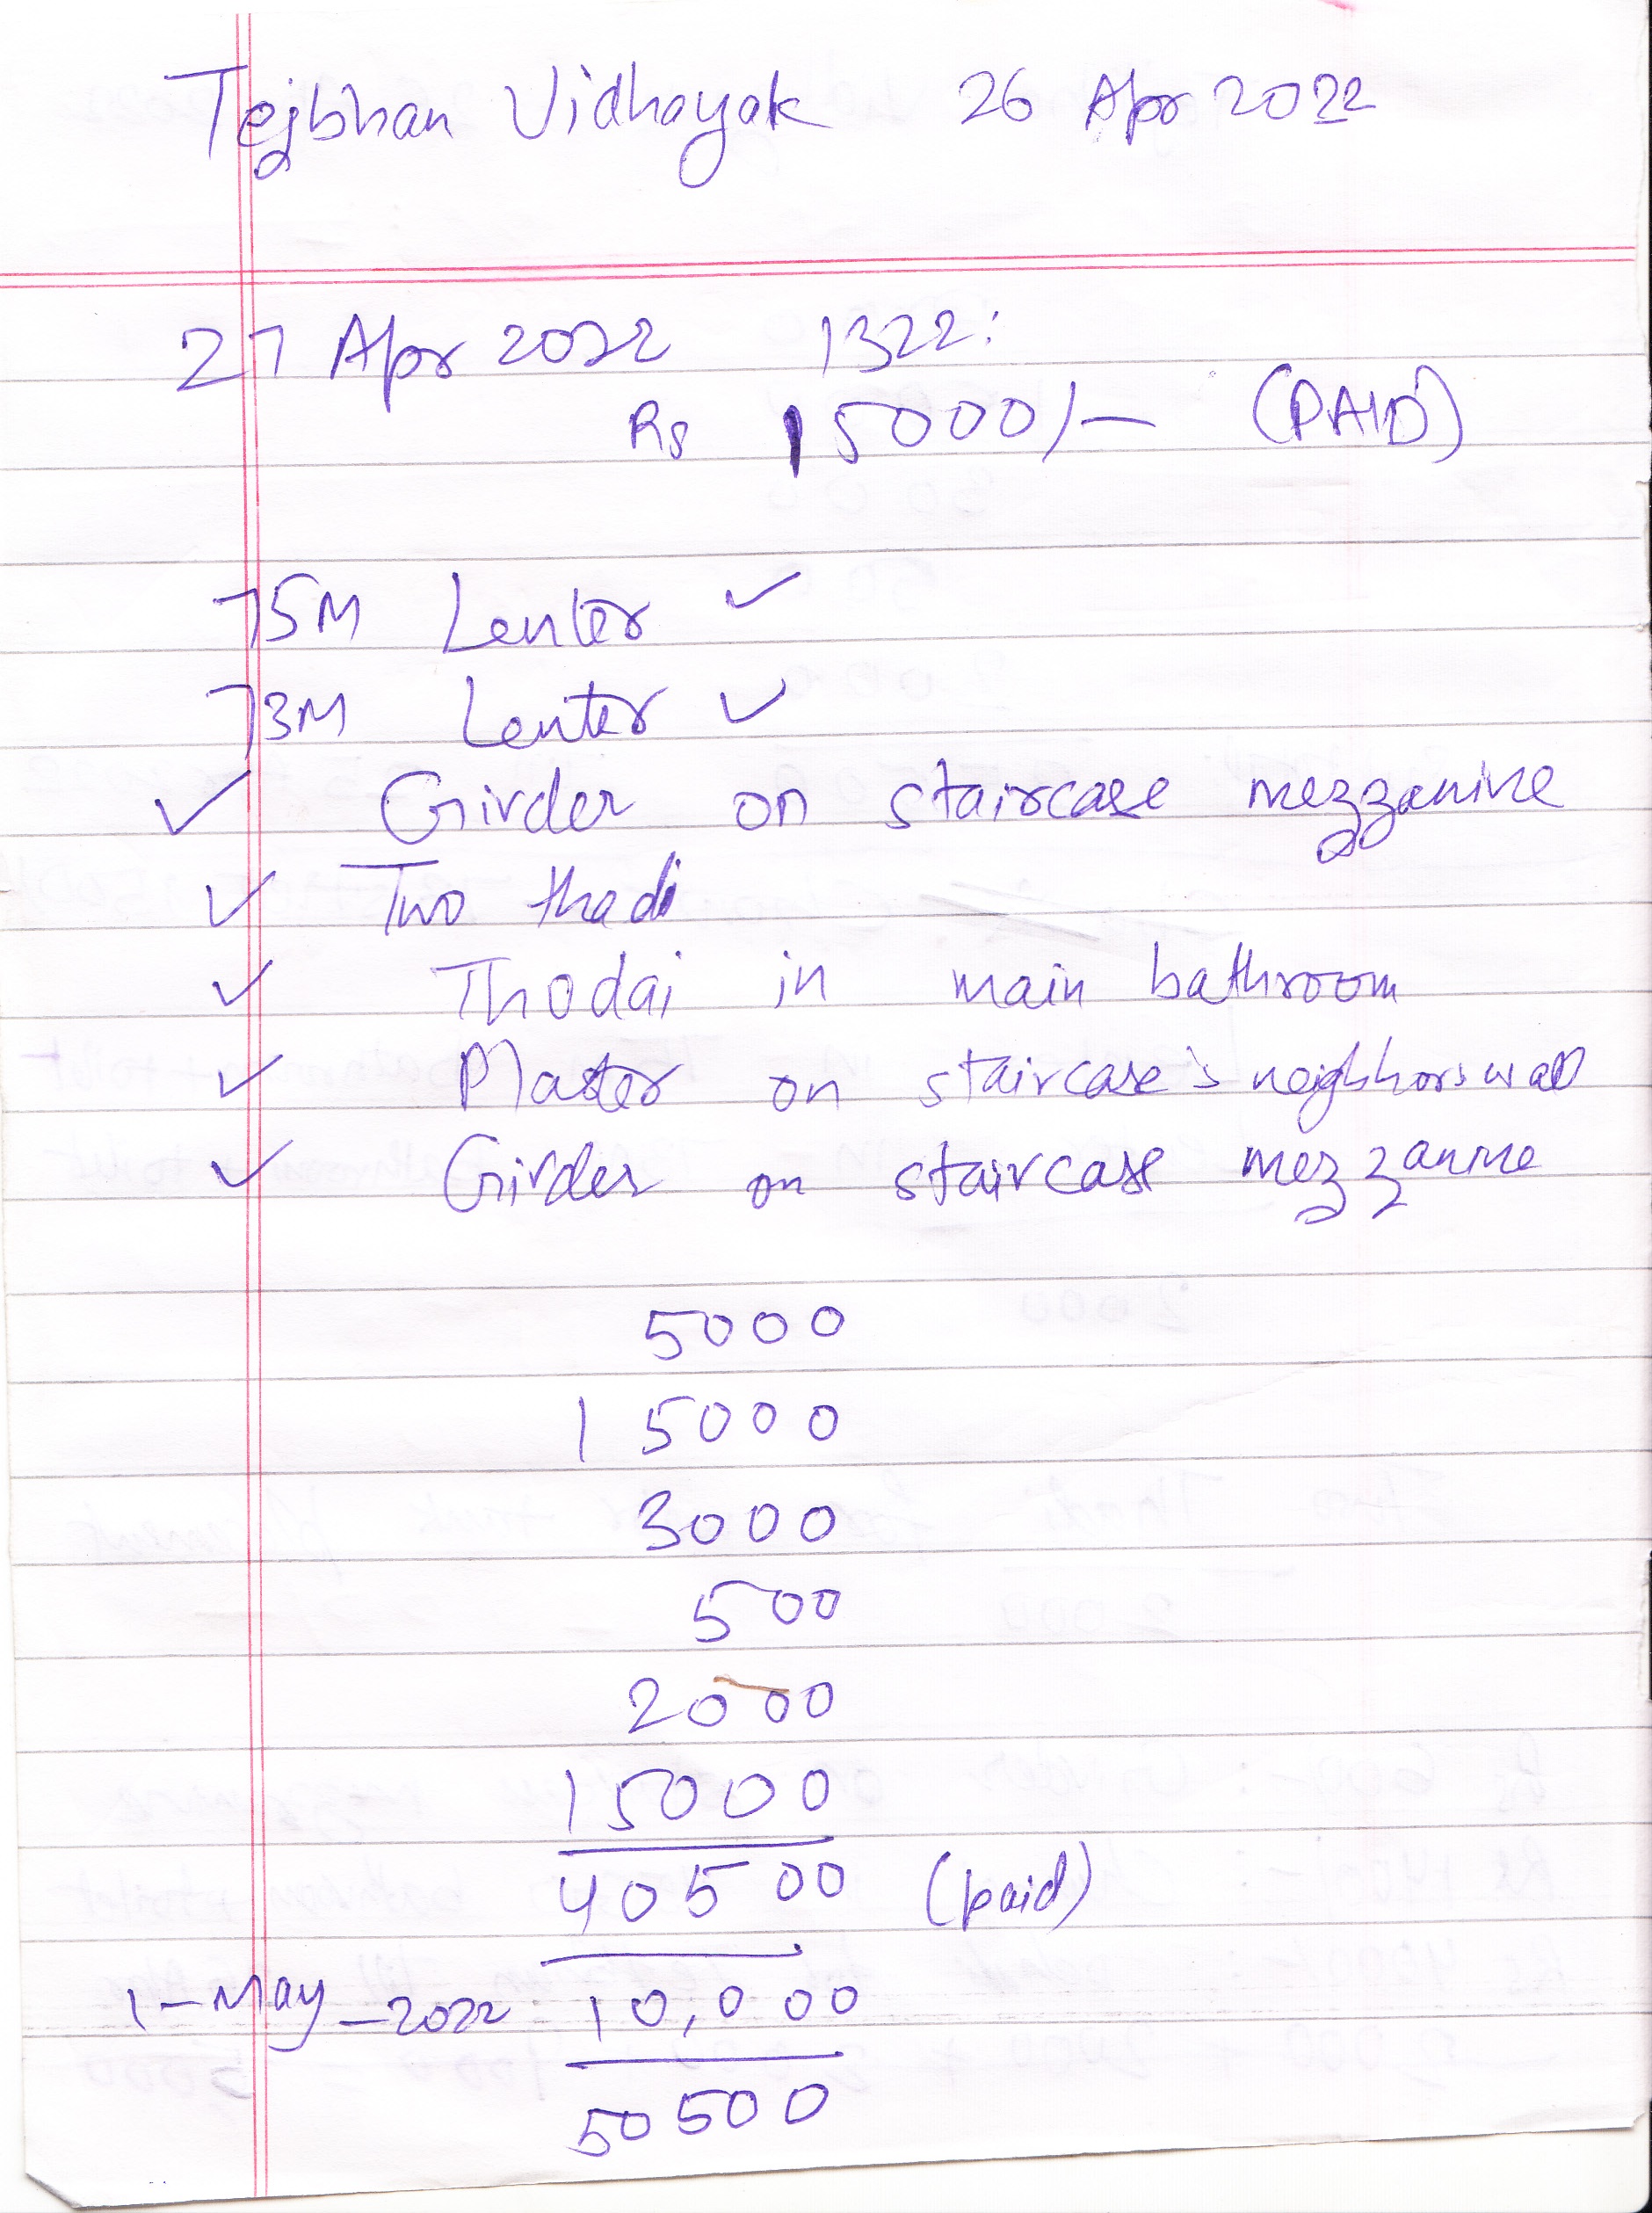 Tejbhan Vidhayak 26 Apr 2022
27 Apr 2022 1322:
Rs 15000/- (PAID)
75M Lenter ✓
73M Lenter ✓
✓ Girder on staircase mezzanine
✓ Two thadi
✓ Thodai in main bathroom
✓ Plaster on staircase's neighbors wall
✓ Girder on staircase mezzanine
5000
15000
3000
500
2000
15000
40500 (paid)
1-May-2022 10,000
50500